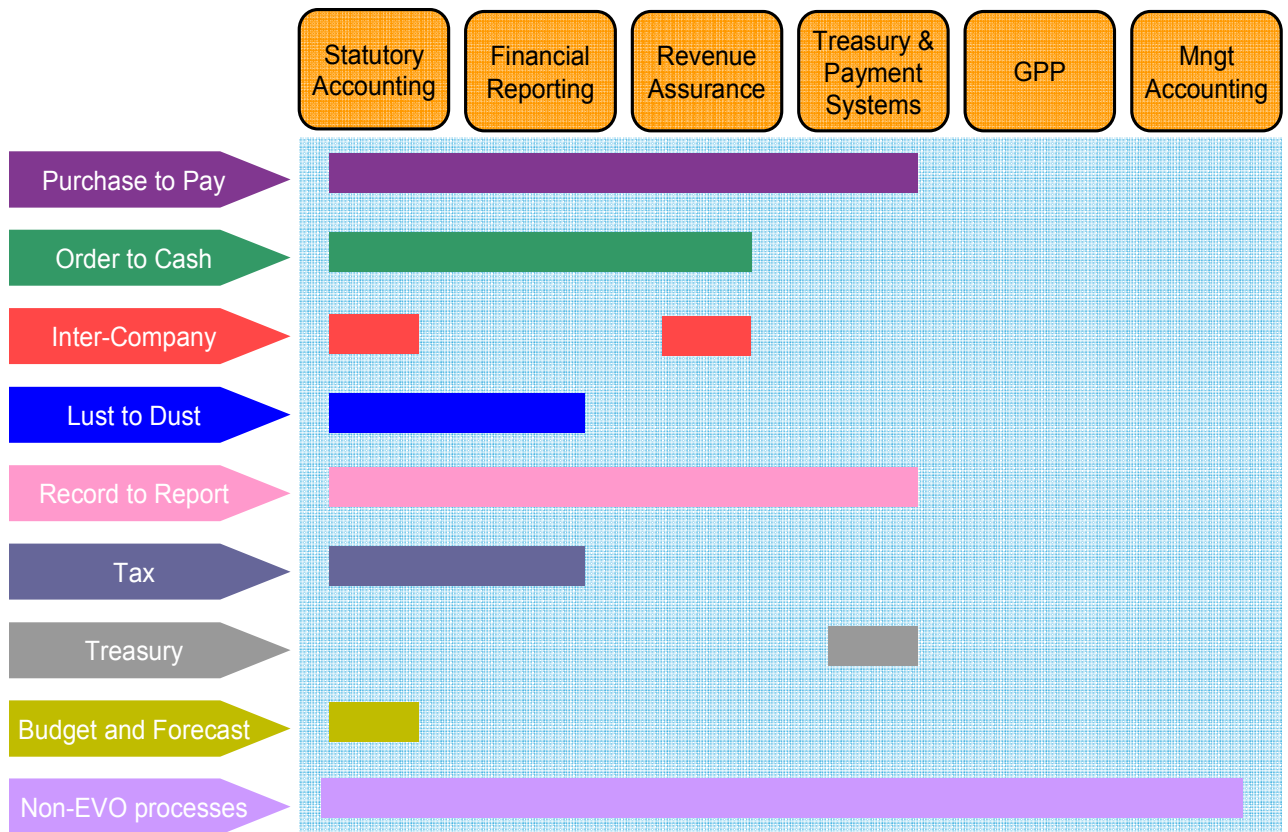 Statutory
Accounting
Financial
Reporting
Revenue
Assurance
Treasury &
Payment
Systems
GPP
Mngt
Accounting
Purchase to Pay
Order to Cash
Inter-Company
Lust to Dust
Record to Report
Tax
Treasury
Budget and Forecast
Non-EVO processes